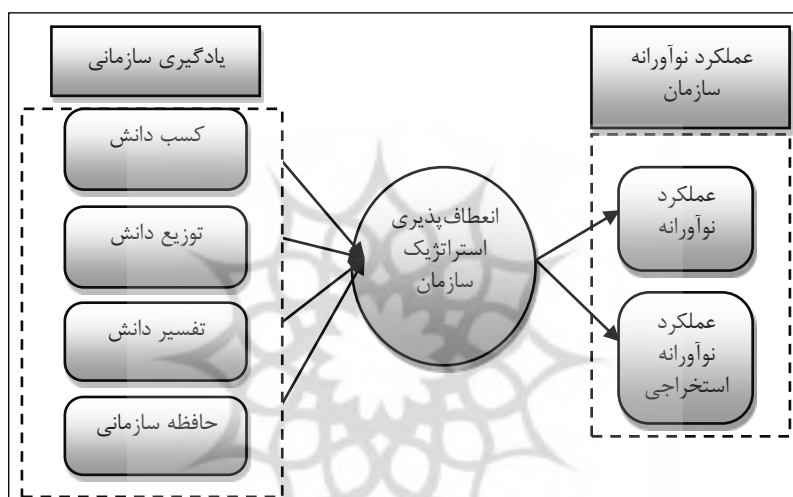 یادگیری سازمانی
کسب دانش
توزیع دانش
تفسیر دانش
حافظه سازمانی
انعطاف‌پذیری
استراتژیک
سازمان
عملکرد نوآورانه
سازمان
عملکرد
نوآورانه
عملکرد
نوآورانه
استخراجی